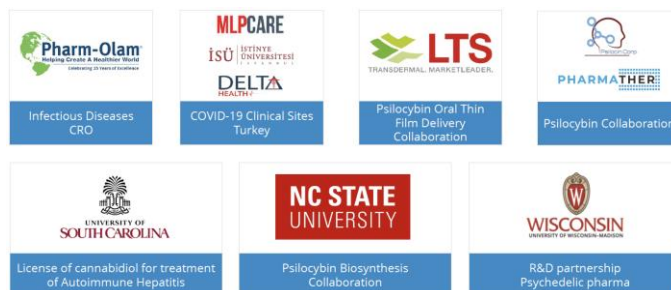 Pharm-Olam
Helping Create A Healthier World
Celebrating 25 Years of Excellence
Infectious Diseases
CRO
MLPCARE
İSÜ İSTİNYE
ÜNİVERSİTESİ
DELTA
HEALTH
COVID-19 Clinical Sites
Turkey
LTS
TRANSDERMAL. MARKETLEADER.
Psilocybin Oral Thin
Film Delivery
Collaboration
PHARMATHER
Psilocybin Collaboration
UNIVERSITY OF
SOUTH CAROLINA
License of cannabidiol for treatment
of Autoimmune Hepatitis
NC STATE
UNIVERSITY
Psilocybin Biosynthesis
Collaboration
W
WISCONSIN
UNIVERSITY OF WISCONSIN-MADISON
R&D partnership
Psychedelic pharma